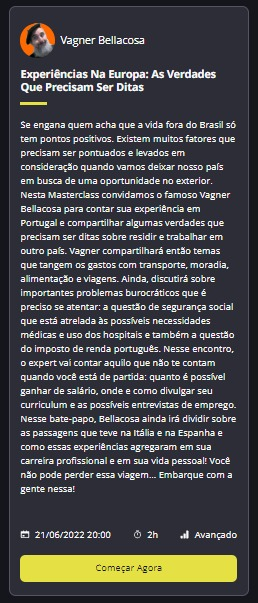 Vagner Bellacosa
Experiências Na Europa: As Verdades
Que Precisam Ser Ditas
Se engana quem acha que a vida fora do Brasil só
tem pontos positivos. Existem muitos fatores que
precisam ser pontuados e levados em
consideração quando vamos deixar nosso país
em busca de uma oportunidade no exterior.
Nesta Masterclass convidamos o famoso Vagner
Bellacosa para contar sua experiência em
Portugal e compartilhar algumas verdades que
precisam ser ditas sobre residir e trabalhar em
outro país. Vagner compartilhará então temas
que tangem os gastos com transporte, moradia,
alimentação e viagens. Ainda, discutirá sobre
importantes problemas burocráticos que é
preciso se atentar: a questão de segurança social
que está atrelada às possíveis necessidades
médicas e uso dos hospitais e também a questão
do imposto de renda português. Nesse encontro,
o expert vai contar aquilo que não te contam
quando você está de partida: quanto é possível
ganhar de salário, onde e como divulgar seu
curriculum e as possíveis entrevistas de emprego.
Nesse bate-papo, Bellacosa ainda irá dividir sobre
as passagens que teve na Itália e na Espanha e
como essas experiências agregaram em sua
carreira profissional e em sua vida pessoal! Você
não pode perder essa viagem... Embarque com a
gente nessa!
21/06/2022 20:00 2h Avançado
Começar Agora